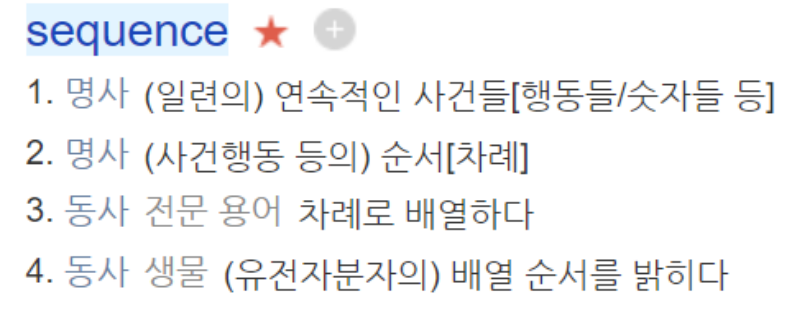 sequence
1. 명사 (일련의) 연속적인 사건들[행동들/숫자들 등]
2. 명사 (사건행동 등의) 순서[차례]
3. 동사 전문 용어 차례로 배열하다
4. 동사 생물 (유전자분자의) 배열 순서를 밝히다